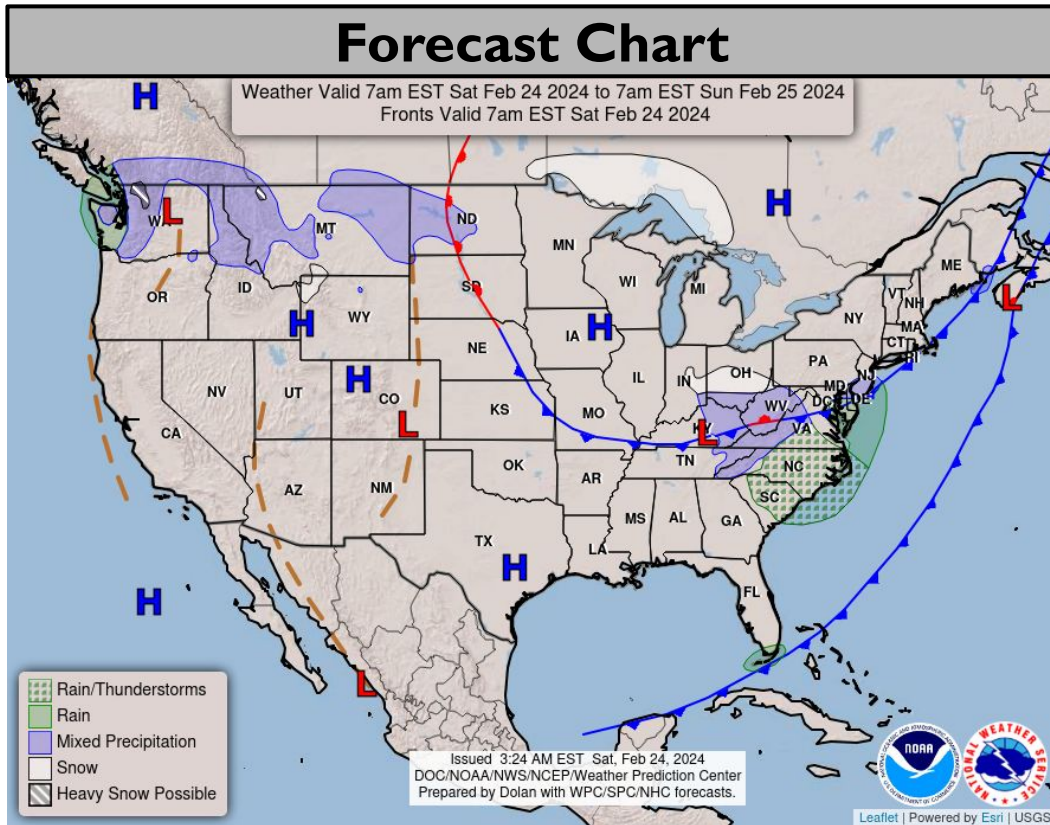 Forecast Chart
Weather Valid 7am EST Sat Feb 24 2024 to 7am EST Sun Feb 25 2024
Fronts Valid 7am EST Sat Feb 24 2024
H
H
L
WA
MT
ND
MN
ME
OR
ID
SD
WI
MI
VT
NH
L
H
WY
H
IA
NY
MA
CT
RI
NE
PA
NJ
H
NV
UT
CO
IL
IN
OH
MD
DE
DC
WV
L
KS
MO
KY
L
VA
CA
TN
NC
OK
AZ
NM
AR
SC
MS
AL
GA
TX
H
LA
FL
H
L
Rain/Thunderstorms
Rain
Mixed Precipitation
Snow
Heavy Snow Possible
Issued 3:24 AM EST Sat, Feb 24, 2024
DOC/NOAA/NWS/NCEP/Weather Prediction Center
Prepared by Dolan with WPC/SPC/NHC forecasts.
NOAA
NATIONAL WEATHER SERVICE
Leaflet | Powered by Esri | USGS